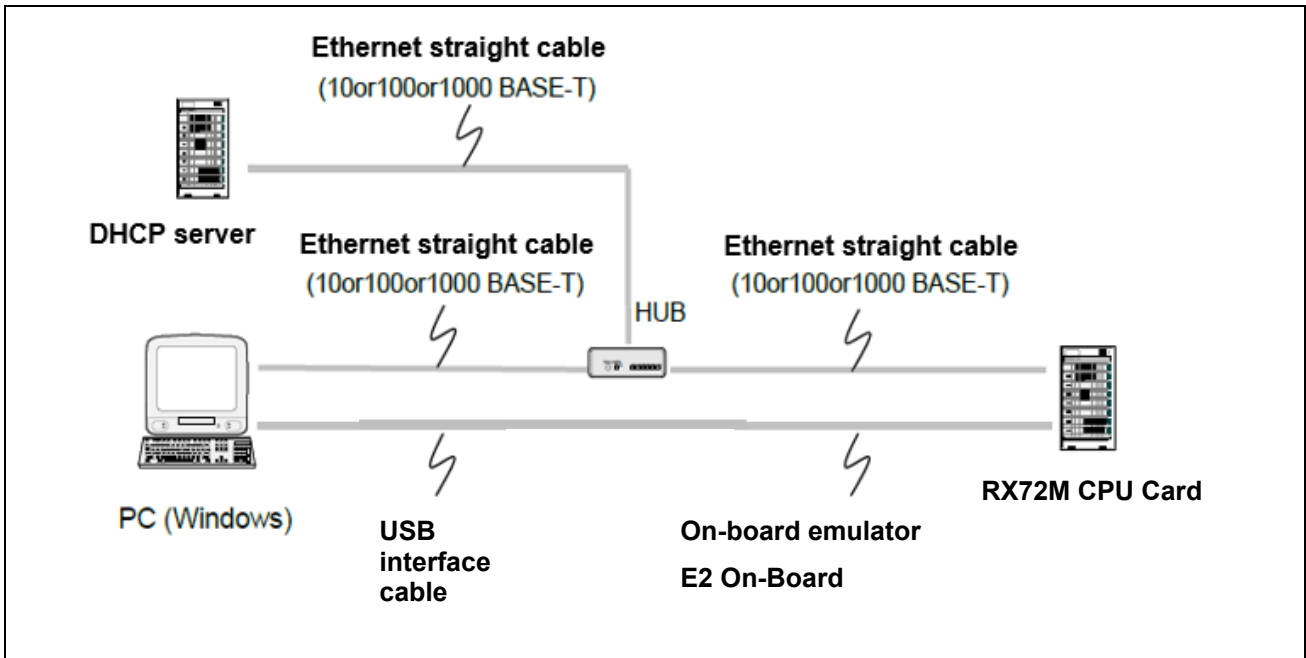 Ethernet straight cable
(10or100or1000 BASE-T)
DHCP server
Ethernet straight cable
(10or100or1000 BASE-T)
Ethernet straight cable
(10or100or1000 BASE-T)
HUB
PC (Windows)
RX72M CPU Card
USB
interface
cable
On-board emulator
E2 On-Board